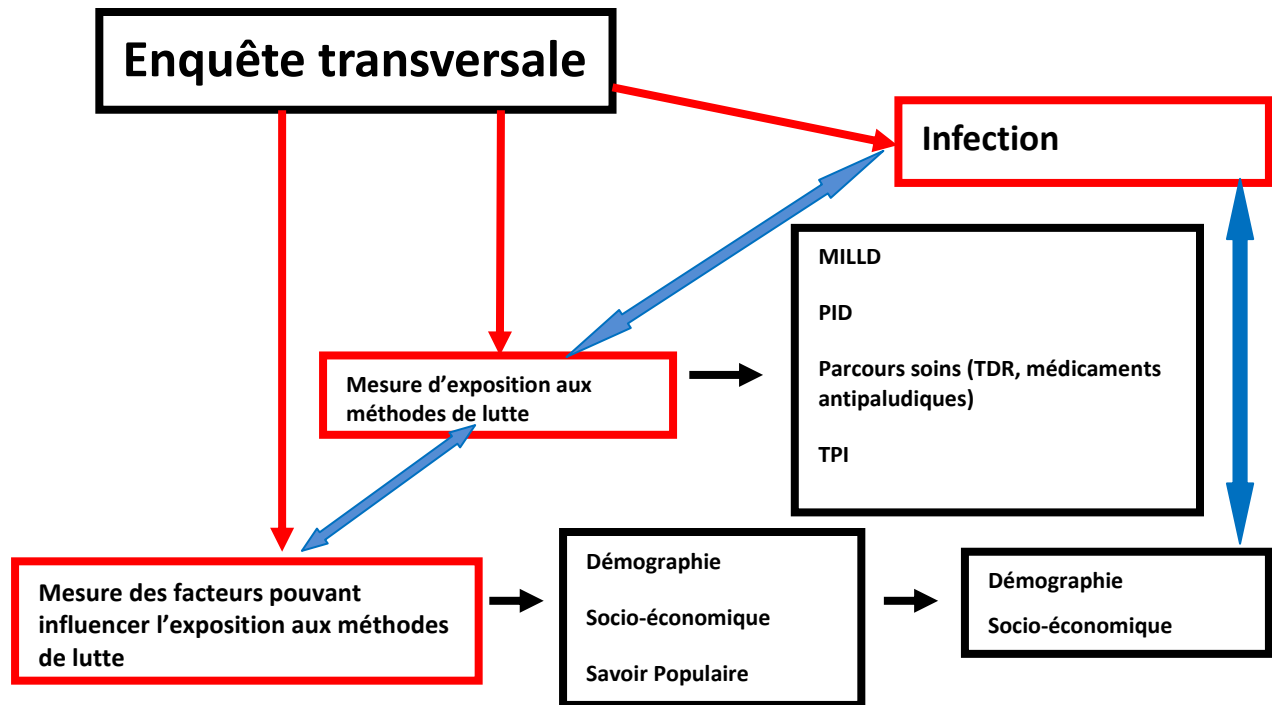 Enquête transversale
Infection
MILLD
PID
Parcours soins (TDR, médicaments
antipaludiques)
TPI
Mesure d’exposition aux
méthodes de lutte
Mesure des facteurs pouvant
influencer l’exposition aux méthodes
de lutte
Démographie
Socio-économique
Savoir Populaire
Démographie
Socio-économique